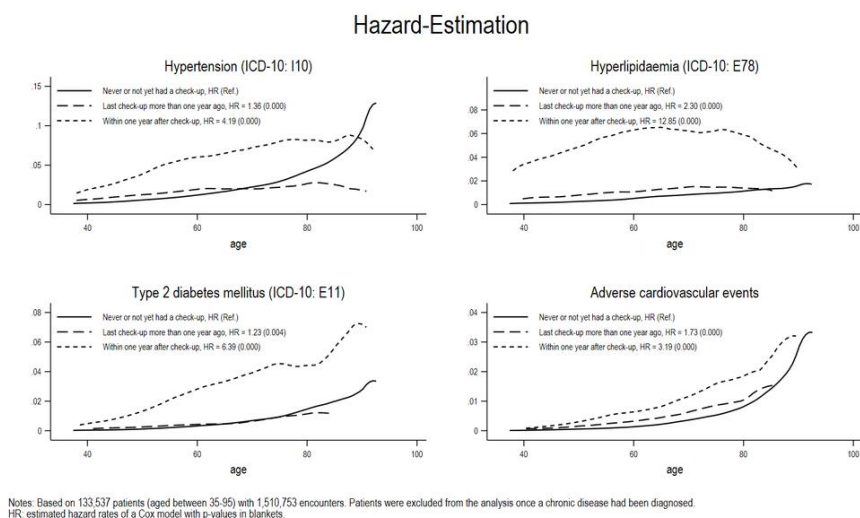 Hazard-Estimation
Hypertension (ICD-10: I10)
.15
.1
.05
0
Never or not yet had a check-up, HR (Ref.)
Last check-up more than one year ago, HR = 1.36 (0.000)
Within one year after check-up, HR = 4.19 (0.000)
40 60 80 100
age
Hyperlipidaemia (ICD-10: E78)
.08
.06
.04
.02
0
Never or not yet had a check-up, HR (Ref.)
Last check-up more than one year ago, HR = 2.30 (0.000)
Within one year after check-up, HR = 12.85 (0.000)
40 60 80 100
age
Type 2 diabetes mellitus (ICD-10: E11)
.08
.06
.04
.02
0
Never or not yet had a check-up, HR (Ref.)
Last check-up more than one year ago, HR = 1.23 (0.004)
Within one year after check-up, HR = 6.39 (0.000)
40 60 80 100
age
Adverse cardiovascular events
.04
.03
.02
.01
0
Never or not yet had a check-up, HR (Ref.)
Last check-up more than one year ago, HR = 1.73 (0.000)
Within one year after check-up, HR = 3.19 (0.000)
40 60 80 100
age
Notes: Based on 133,537 patients (aged between 35-95) with 1,510,753 encounters. Patients were excluded from the analysis once a chronic disease had been diagnosed.
HR: estimated hazard rates of a Cox model with p-values in blankets.